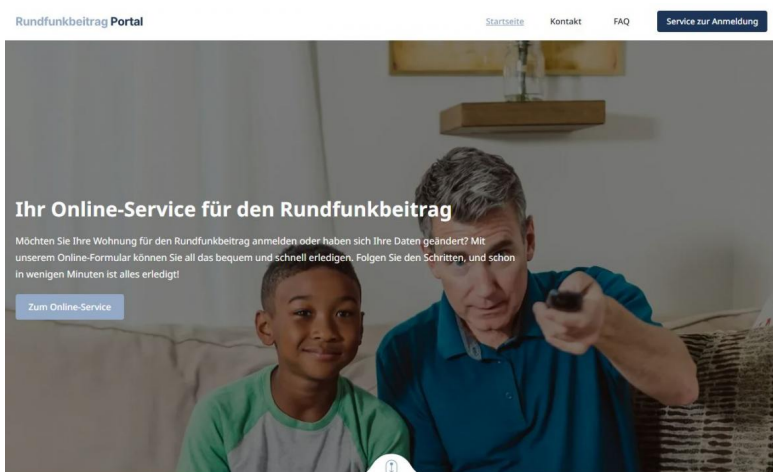 Rundfunkbeitrag Portal
Startseite
Kontakt
FAQ
Service zur Anmeldung
Ihr Online-Service für den Rundfunkbeitrag
Möchten Sie Ihre Wohnung für den Rundfunkbeitrag anmelden oder haben sich Ihre Daten geändert? Mit
unserem Online-Formular können Sie all das bequem und schnell erledigen. Folgen Sie den Schritten, und schon
in wenigen Minuten ist alles erledigt!
Zum Online-Service